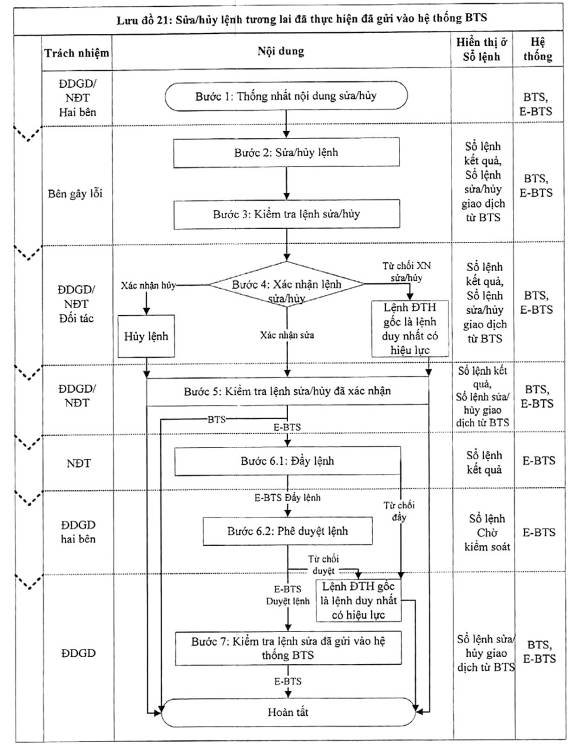 Lưu đồ 21: Sửa/hủy lệnh tương lai đã thực hiện đã gửi vào hệ thống BTS
Trách nhiệm
Nội dung
Hiển thị ở
Sổ lệnh
Hệ
thống
ĐDGD/
NĐT
Hai bên
Bước 1: Thống nhất nội dung sửa/hủy
BTS,
E-BTS
Bên gây lỗi
Bước 2: Sửa/hủy lệnh
Bước 3: Kiểm tra lệnh sửa/hủy
Sổ lệnh
kết quả,
Sổ lệnh
sửa/hủy
giao dịch
từ BTS
BTS,
E-BTS
ĐDGD/
NĐT
Đối tác
Xác nhận hủy
Bước 4: Xác nhận lệnh
sửa/hủy
Từ chối XN
sửa/hủy
Hủy lệnh
Xác nhận sửa
Lệnh ĐTH
gốc là lệnh
duy nhất có
hiệu lực
Sổ lệnh
kết quả,
Sổ lệnh
sửa/hủy
giao dịch
từ BTS
BTS,
E-BTS
ĐDGD/
NĐT
Bước 5: Kiểm tra lệnh sửa/hủy đã xác nhận
BTS
E-BTS
Sổ lệnh kết
quả,
Sổ lệnh sửa/
hủy giao
dịch từ BTS
BTS,
E-BTS
NĐT
Bước 6.1: Đẩy lệnh
E-BTS Đẩy lệnh
Từ chối
đẩy
Sổ lệnh
kết quả
E-BTS
ĐDGD
hai bên
Bước 6.2: Phê duyệt lệnh
Từ chối
duyệt
Sổ lệnh
Chờ
kiểm soát
E-BTS
ĐDGD
E-BTS
Duyệt lệnh
Lệnh ĐTH gốc
là lệnh duy nhất
có hiệu lực
Bước 7: Kiểm tra lệnh sửa đã gửi vào hệ
thống BTS
E-BTS
Hoàn tất
Sổ lệnh sửa/
hủy giao
dịch từ BTS
BTS,
E-BTS